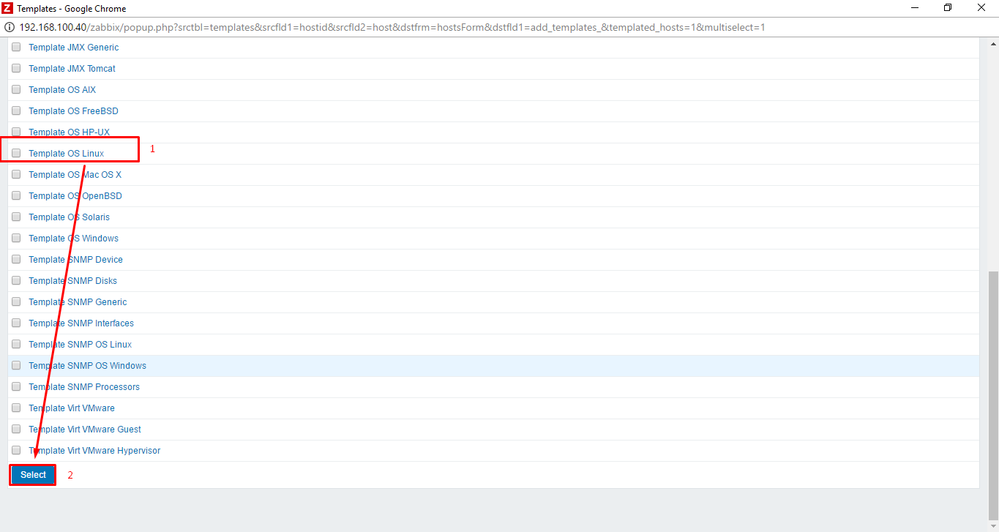 Z Templates - Google Chrome
192.168.100.40/zabbix/popup.php?srctbl=templates&srcfld1=hostid&srcfld2=host&dstfrm=hostsForm&dstfld1=add_templates_&templated_hosts=1&multiselect=1
Template JMX Generic
Template JMX Tomcat
Template OS AIX
Template OS FreeBSD
Template OS HP-UX
Template OS Linux 1
Template OS Mac OS X
Template OS OpenBSD
Template OS Solaris
Template OS Windows
Template SNMP Device
Template SNMP Disks
Template SNMP Generic
Template SNMP Interfaces
Template SNMP OS Linux
Template SNMP OS Windows
Template SNMP Processors
Template Virt VMware
Template Virt VMware Guest
Template Virt VMware Hypervisor
Select 2